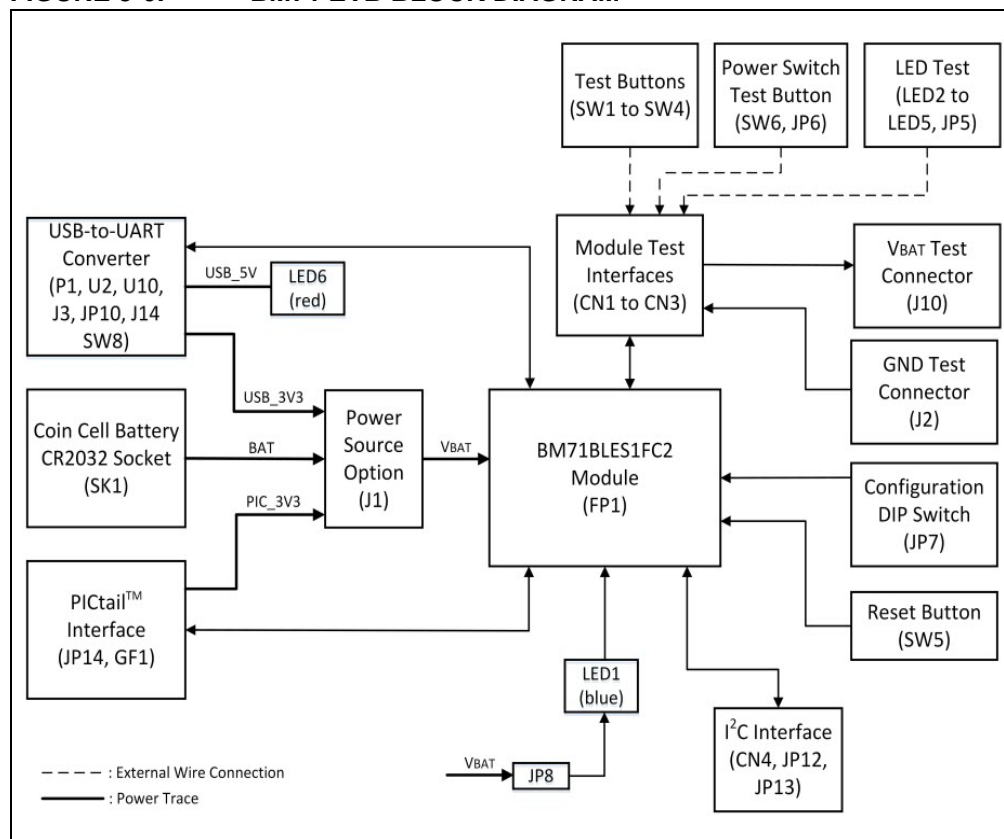 Test Buttons
(SW1 to SW4)
Power Switch
Test Button
(SW6, JP6)
LED Test
(LED2 to
LED5, JP5)
USB-to-UART
Converter
(P1, U2, U10,
J3, JP10, J14
SW8)
USB_5V
LED6
(red)
Module Test
Interfaces
(CN1 to CN3)
VBAT Test
Connector
(J10)
GND Test
Connector
(J2)
USB_3V3
Coin Cell Battery
CR2032 Socket
(SK1)
BAT
Power
Source
Option
(J1)
VBAT
BM71BLES1FC2
Module
(FP1)
Configuration
DIP Switch
(JP7)
PIC_3V3
PICtail™
Interface
(JP14, GF1)
Reset Button
(SW5)
LED1
(blue)
I²C Interface
(CN4, JP12,
JP13)
VBAT
JP8
: External Wire Connection
: Power Trace